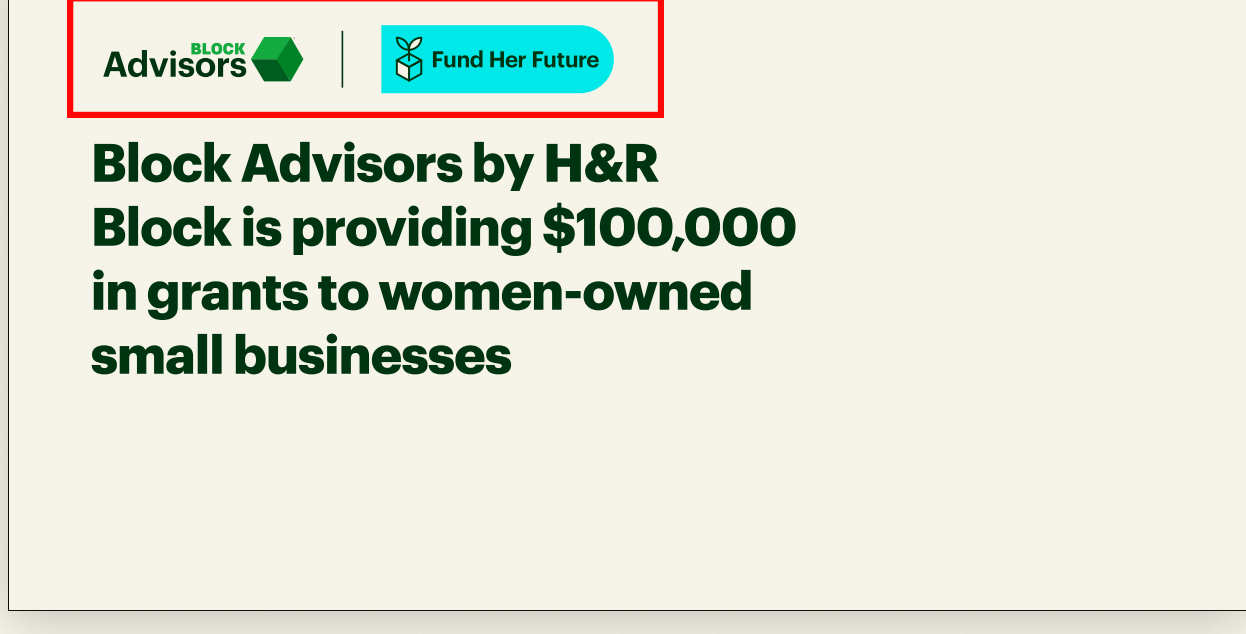 BLOCK
Advisors
Fund Her Future
Block Advisors by H&R
Block is providing $100,000
in grants to women-owned
small businesses